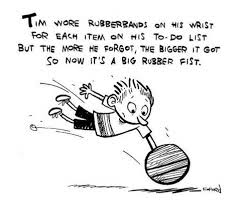 TIM WORE RUBBERBANDS ON HIS WRIST
FOR EACH ITEM ON HIS TO-DO LIST
BUT THE MORE HE FORGOT, THE BIGGER IT GOT
SO NOW IT'S A BIG RUBBER FIST.